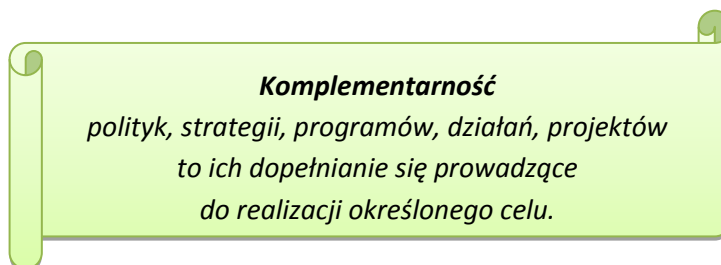 Komplementarność
polityk, strategii, programów, działań, projektów
to ich dopełnianie się prowadzące
do realizacji określonego celu.